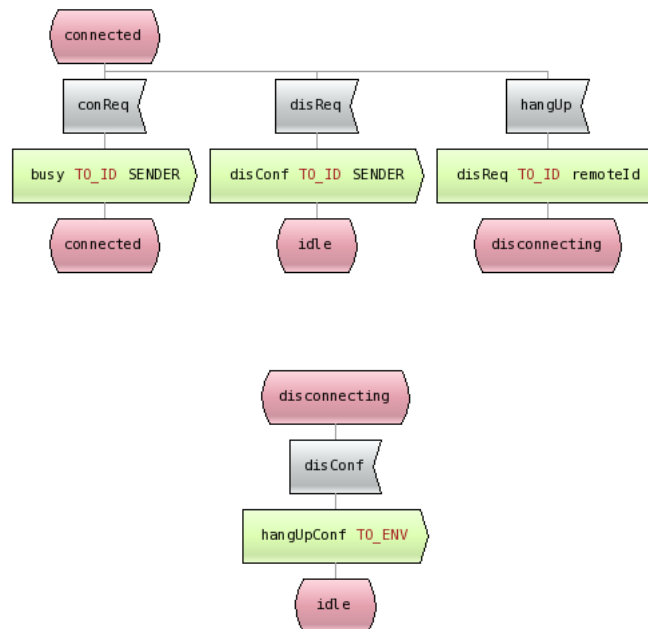 connected
conReq
disReq
hangUp
busy TO_ID SENDER
disConf TO_ID SENDER
disReq TO_ID remoteId
connected
idle
disconnecting
disconnecting
disConf
hangUpConf TO_ENV
idle